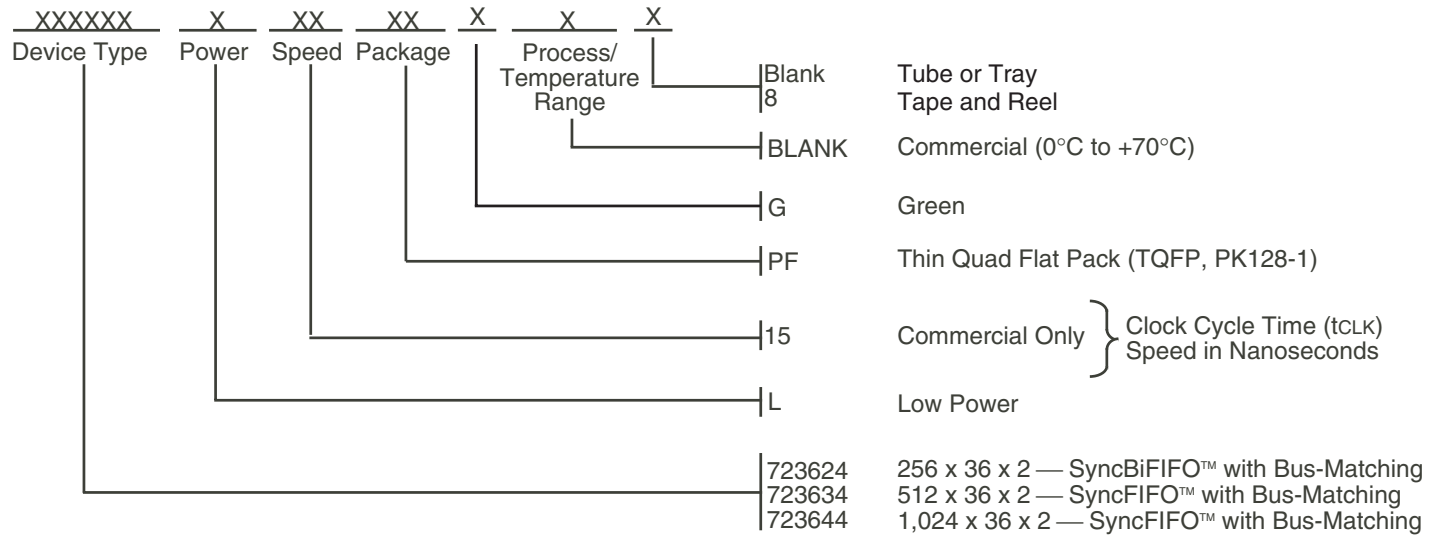 XXXXXX X XX XX X X X
Device Type Power Speed Package Process/
Temperature
Range
Blank Tube or Tray
8 Tape and Reel
BLANK Commercial (0°C to +70°C)
G Green
PF Thin Quad Flat Pack (TQFP, PK128-1)
15 Commercial Only Clock Cycle Time (tCLK)
Speed in Nanoseconds
L Low Power
723624 256 x 36 x 2 — SyncBiFIFO™ with Bus-Matching
723634 512 x 36 x 2 — SyncFIFO™ with Bus-Matching
723644 1,024 x 36 x 2 — SyncFIFO™ with Bus-Matching